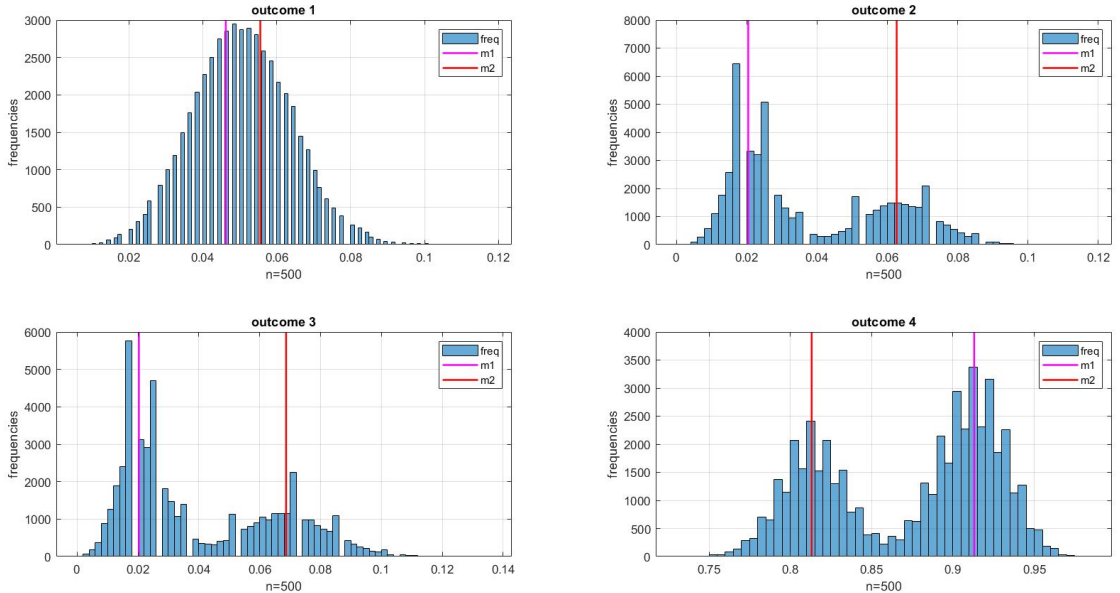 outcome 1
3000
2500
2000
1500
1000
500
0
frequencies
0.02
0.04
0.06
0.08
0.1
0.12
n=500
freq
m1
m2
outcome 2
8000
7000
6000
5000
4000
3000
2000
1000
0
frequencies
0
0.02
0.04
0.06
0.08
0.1
0.12
n=500
freq
m1
m2
outcome 3
6000
5000
4000
3000
2000
1000
0
frequencies
0
0.02
0.04
0.06
0.08
0.1
0.12
0.14
n=500
freq
m1
m2
outcome 4
4000
3500
3000
2500
2000
1500
1000
500
0
frequencies
0.75
0.8
0.85
0.9
0.95
n=500
freq
m1
m2